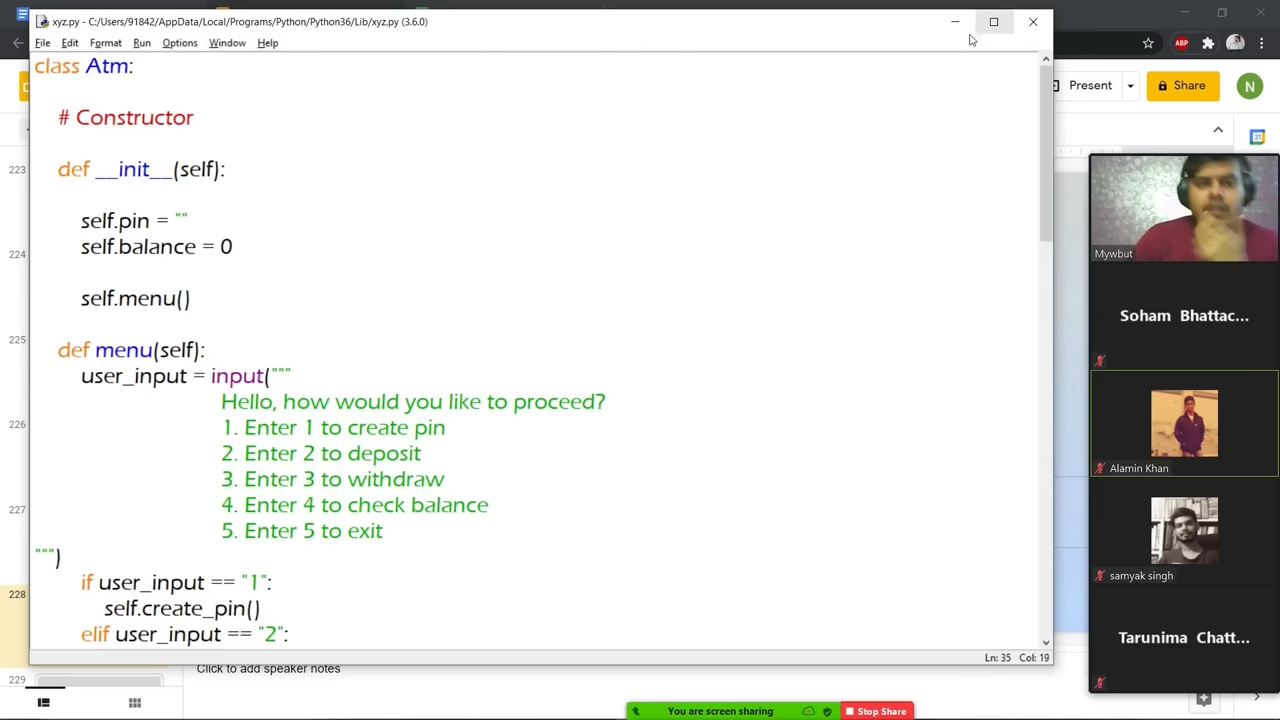 xyz.py - C:/Users/91842/AppData/Local/Programs/Python/Python36/Lib/xyz.py (3.6.0)
File Edit Format Run Options Window Help
class Atm:
# Constructor
def __init__(self):
self.pin = ""
self.balance = 0
self.menu()
def menu(self):
user_input = input("""
Hello, how would you like to proceed?
1. Enter 1 to create pin
2. Enter 2 to deposit
3. Enter 3 to withdraw
4. Enter 4 to check balance
5. Enter 5 to exit
""")
if user_input == "1":
self.create_pin()
elif user_input == "2":
Ln: 35 Col: 19
223
224
225
226
227
228
229
Click to add speaker notes
ABP
Present
Share
N
31
Mywbut
Soham Bhattac...
Alamin Khan
samyak singh
Tarunima Chatt...
You are screen sharing
Stop Share